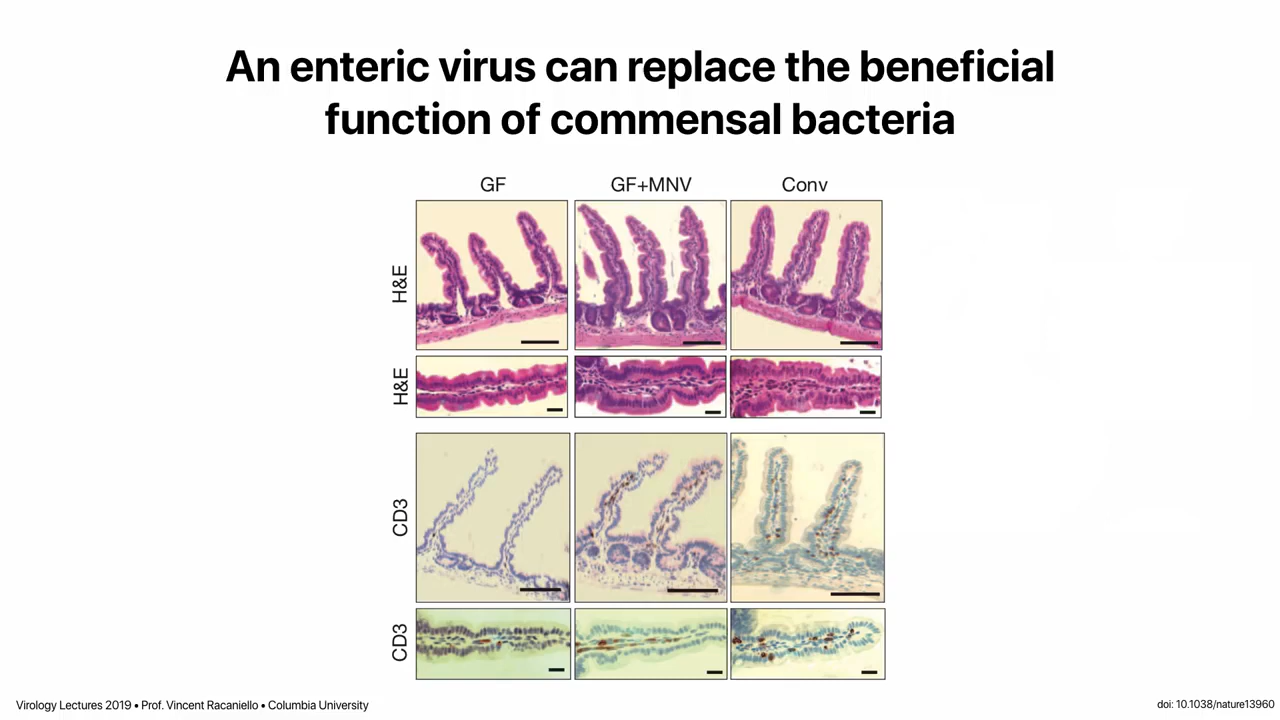 An enteric virus can replace the beneficial
function of commensal bacteria
GF
GF+MNV
Conv
H&E
H&E
CD3
CD3
Virology Lectures 2019 • Prof. Vincent Racaniello • Columbia University
doi: 10.1038/nature13960